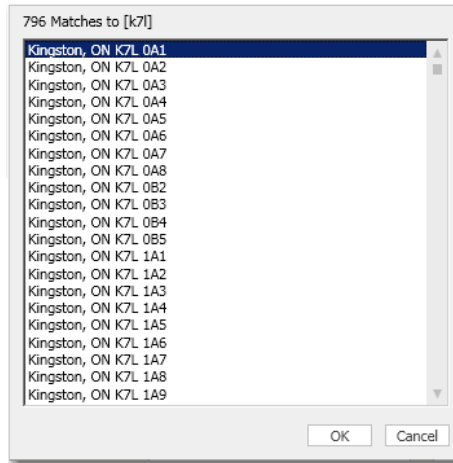 796 Matches to [k7l]
Kingston, ON K7L 0A1
Kingston, ON K7L 0A2
Kingston, ON K7L 0A3
Kingston, ON K7L 0A4
Kingston, ON K7L 0A5
Kingston, ON K7L 0A6
Kingston, ON K7L 0A7
Kingston, ON K7L 0A8
Kingston, ON K7L 0B2
Kingston, ON K7L 0B3
Kingston, ON K7L 0B4
Kingston, ON K7L 0B5
Kingston, ON K7L 1A1
Kingston, ON K7L 1A2
Kingston, ON K7L 1A3
Kingston, ON K7L 1A4
Kingston, ON K7L 1A5
Kingston, ON K7L 1A6
Kingston, ON K7L 1A7
Kingston, ON K7L 1A8
Kingston, ON K7L 1A9
OK Cancel